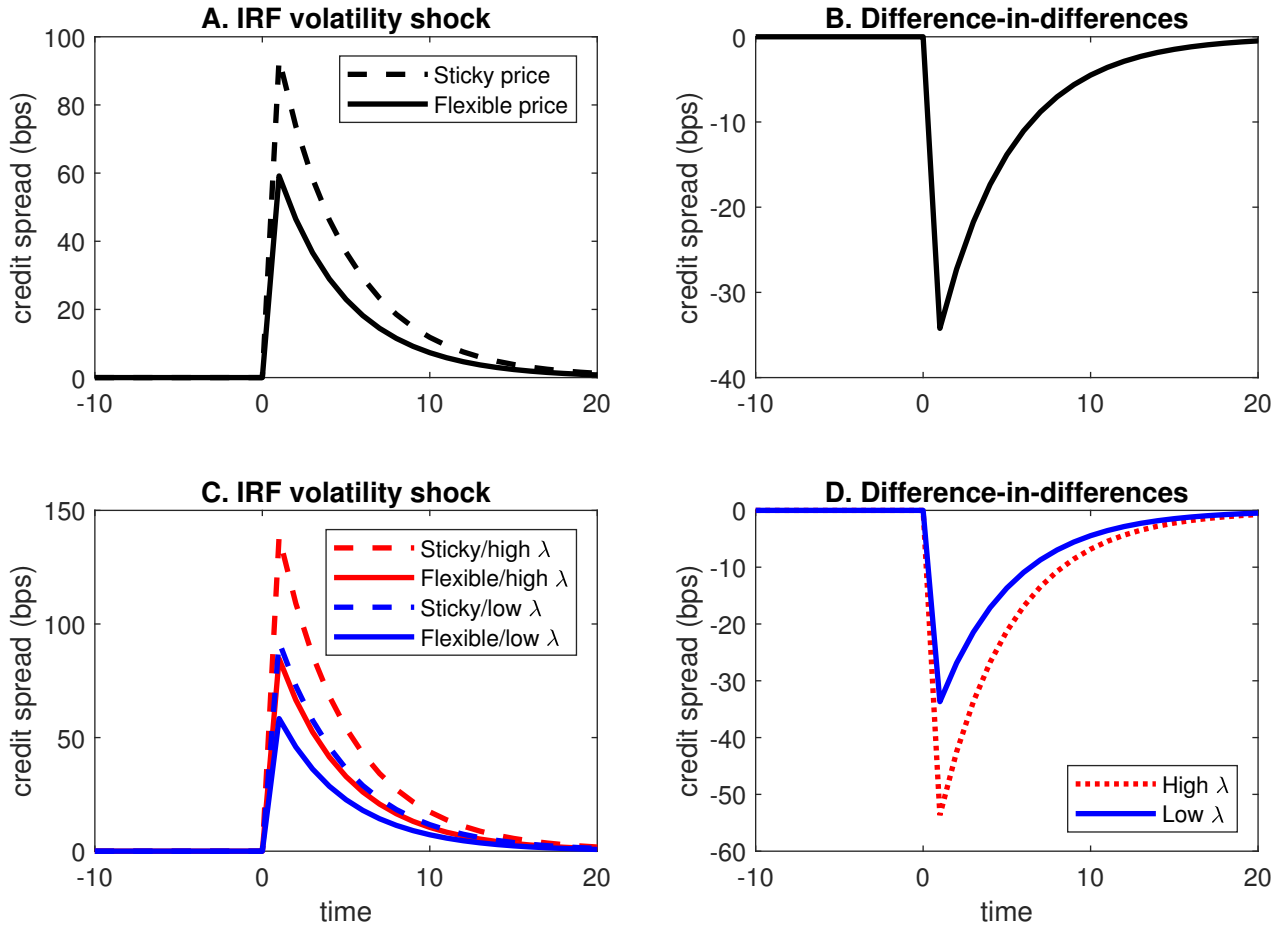 A. IRF volatility shock
credit spread (bps)
100
80
60
40
20
0
-10
0
10
20
Sticky price
Flexible price
B. Difference-in-differences
credit spread (bps)
0
-10
-20
-30
-40
-10
0
10
20
C. IRF volatility shock
credit spread (bps)
150
100
50
0
-10
0
10
20
time
Sticky/high λ
Flexible/high λ
Sticky/low λ
Flexible/low λ
D. Difference-in-differences
credit spread (bps)
0
-10
-20
-30
-40
-50
-60
-10
0
10
20
time
High λ
Low λ